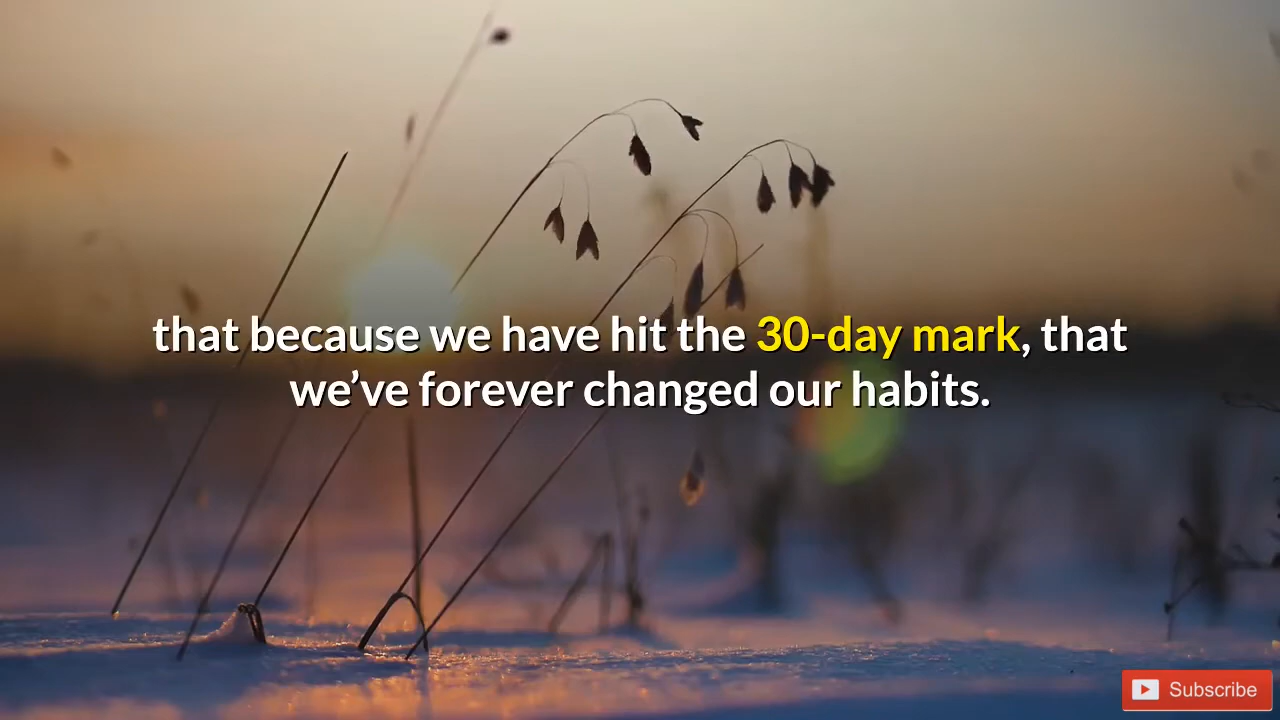 that because we have hit the 30-day mark, that
we’ve forever changed our habits.
Subscribe